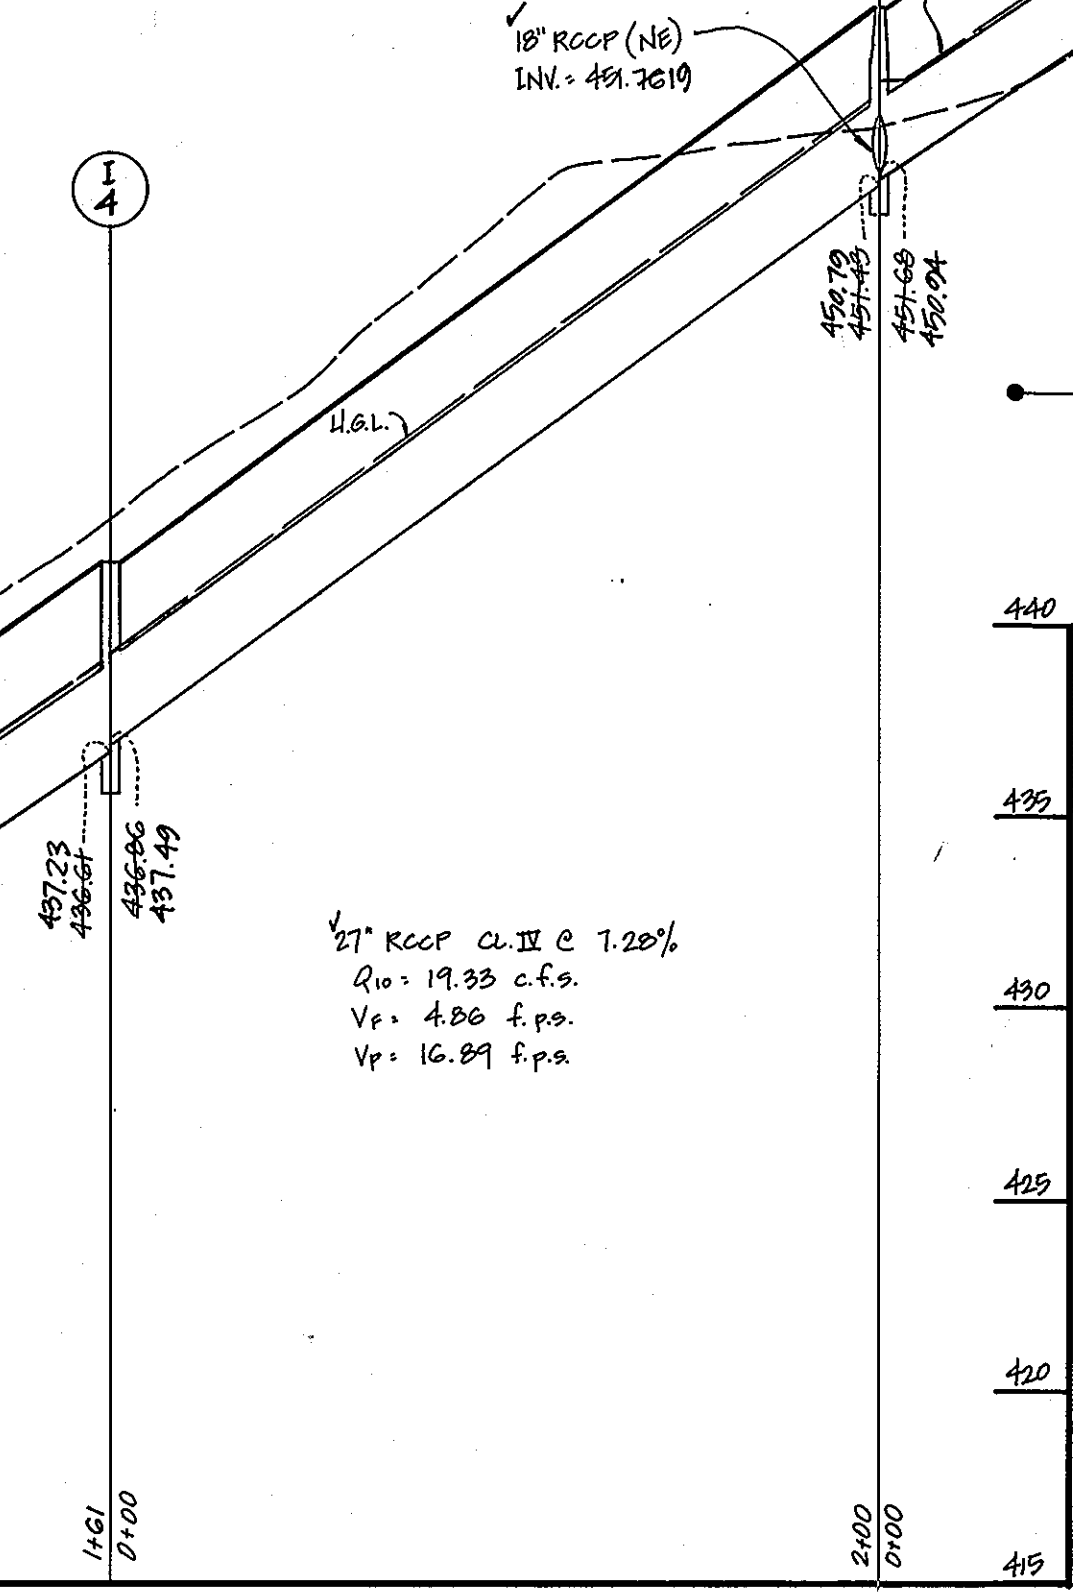 18" RCCP (NE)
INV. = 451.7619
I
4
450.79
451.43
451.68
450.94
H.G.L.
440
435
437.23
436.61
436.86
437.49
27" RCCP CL. IV @ 7.28%
Q10 = 19.33 c.f.s.
VF = 4.86 f.p.s.
VP = 16.89 f.p.s.
430
425
420
1+61
0+00
2+00
0+00
415